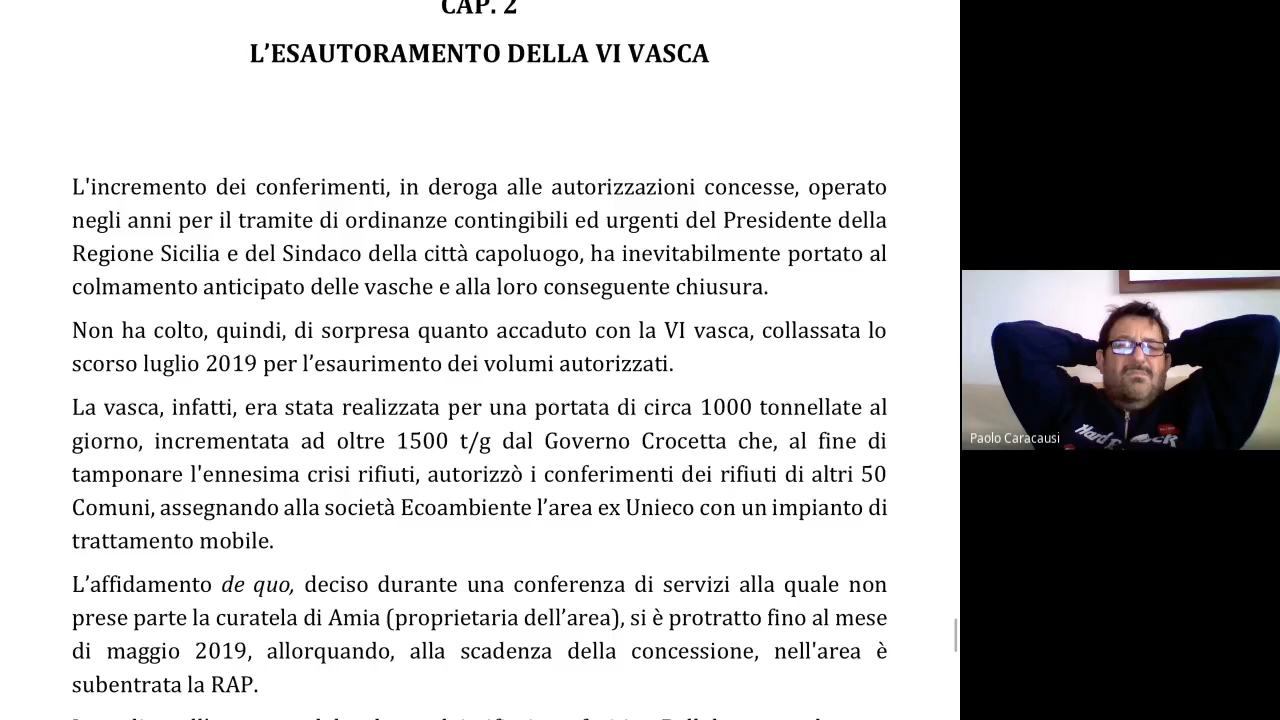 CAP. 2
L’ESAUTORAMENTO DELLA VI VASCA
L'incremento dei conferimenti, in deroga alle autorizzazioni concesse, operato
negli anni per il tramite di ordinanze contingibili ed urgenti del Presidente della
Regione Sicilia e del Sindaco della città capoluogo, ha inevitabilmente portato al
colmamento anticipato delle vasche e alla loro conseguente chiusura.
Non ha colto, quindi, di sorpresa quanto accaduto con la VI vasca, collassata lo
scorso luglio 2019 per l’esaurimento dei volumi autorizzati.
La vasca, infatti, era stata realizzata per una portata di circa 1000 tonnellate al
giorno, incrementata ad oltre 1500 t/g dal Governo Crocetta che, al fine di
tamponare l'ennesima crisi rifiuti, autorizzò i conferimenti dei rifiuti di altri 50
Comuni, assegnando alla società Ecoambiente l’area ex Unieco con un impianto di
trattamento mobile.
L’affidamento de quo, deciso durante una conferenza di servizi alla quale non
prese parte la curatela di Amia (proprietaria dell’area), si è protratto fino al mese
di maggio 2019, allorquando, alla scadenza della concessione, nell'area è
subentrata la RAP.
Paolo Caracausi